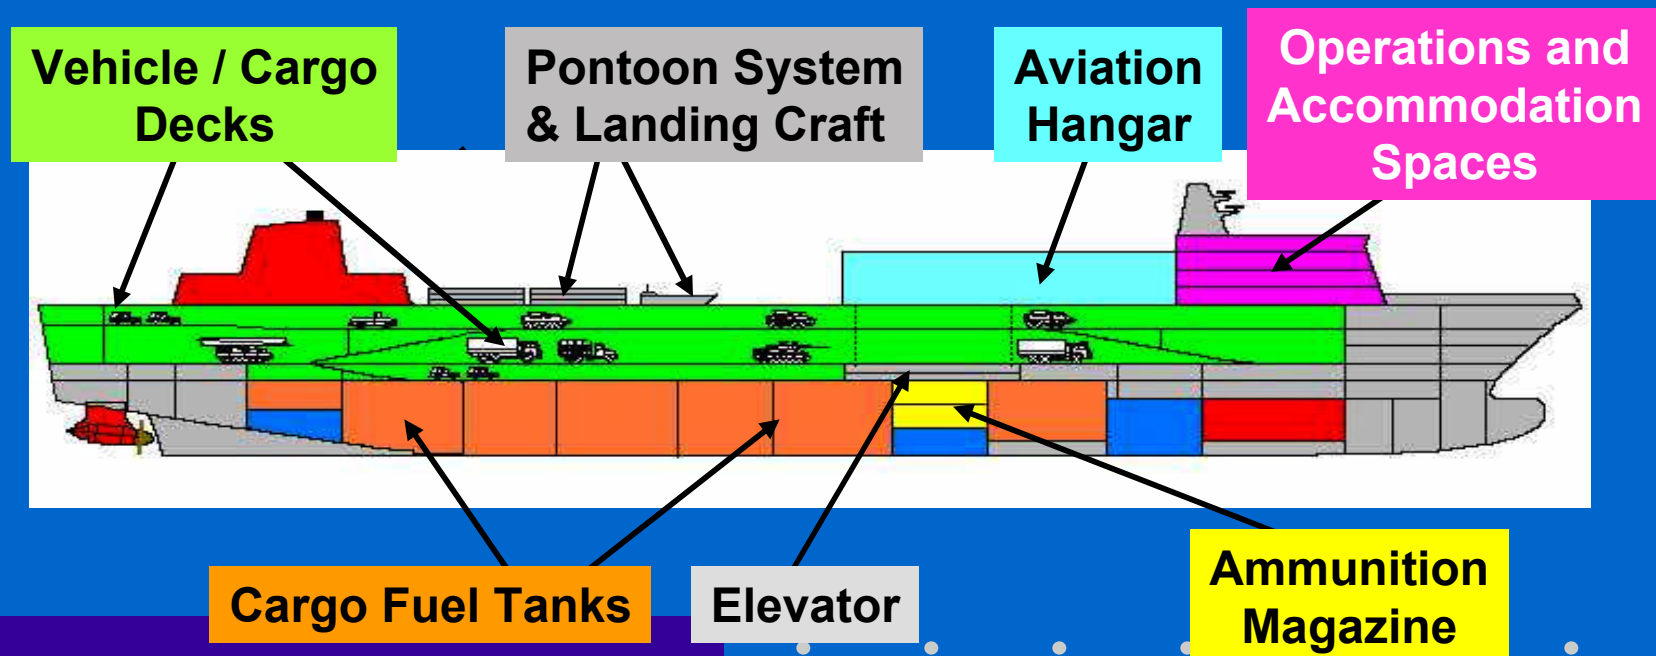 Vehicle / Cargo
Decks
Pontoon System
& Landing Craft
Aviation
Hangar
Operations and
Accommodation
Spaces
Cargo Fuel Tanks
Elevator
Ammunition
Magazine